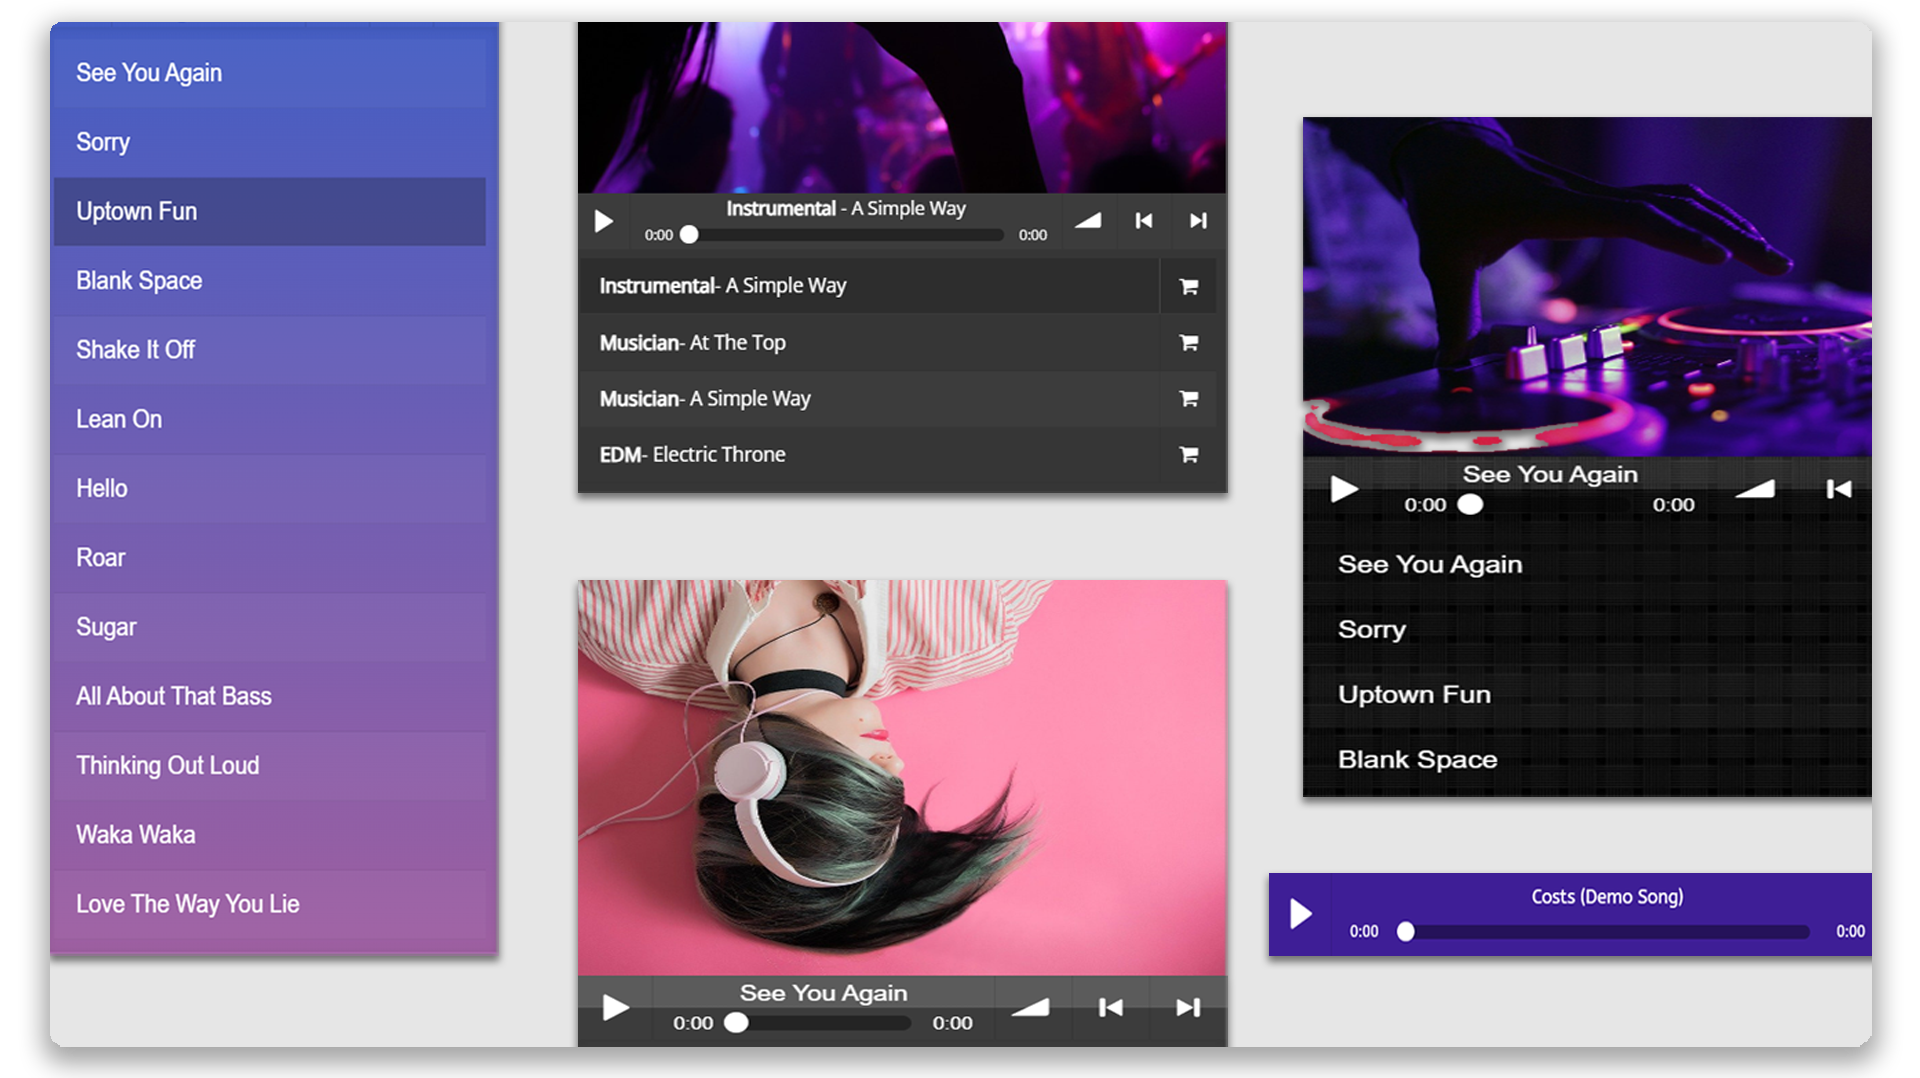 See You Again
Sorry
Uptown Fun
Blank Space
Shake It Off
Lean On
Hello
Roar
Sugar
All About That Bass
Thinking Out Loud
Waka Waka
Love The Way You Lie
Instrumental - A Simple Way
0:00 0:00
Instrumental- A Simple Way
Musician- At The Top
Musician- A Simple Way
EDM- Electric Throne
See You Again
0:00 0:00
See You Again
0:00 0:00
See You Again
Sorry
Uptown Fun
Blank Space
Costs (Demo Song)
0:00 0:00